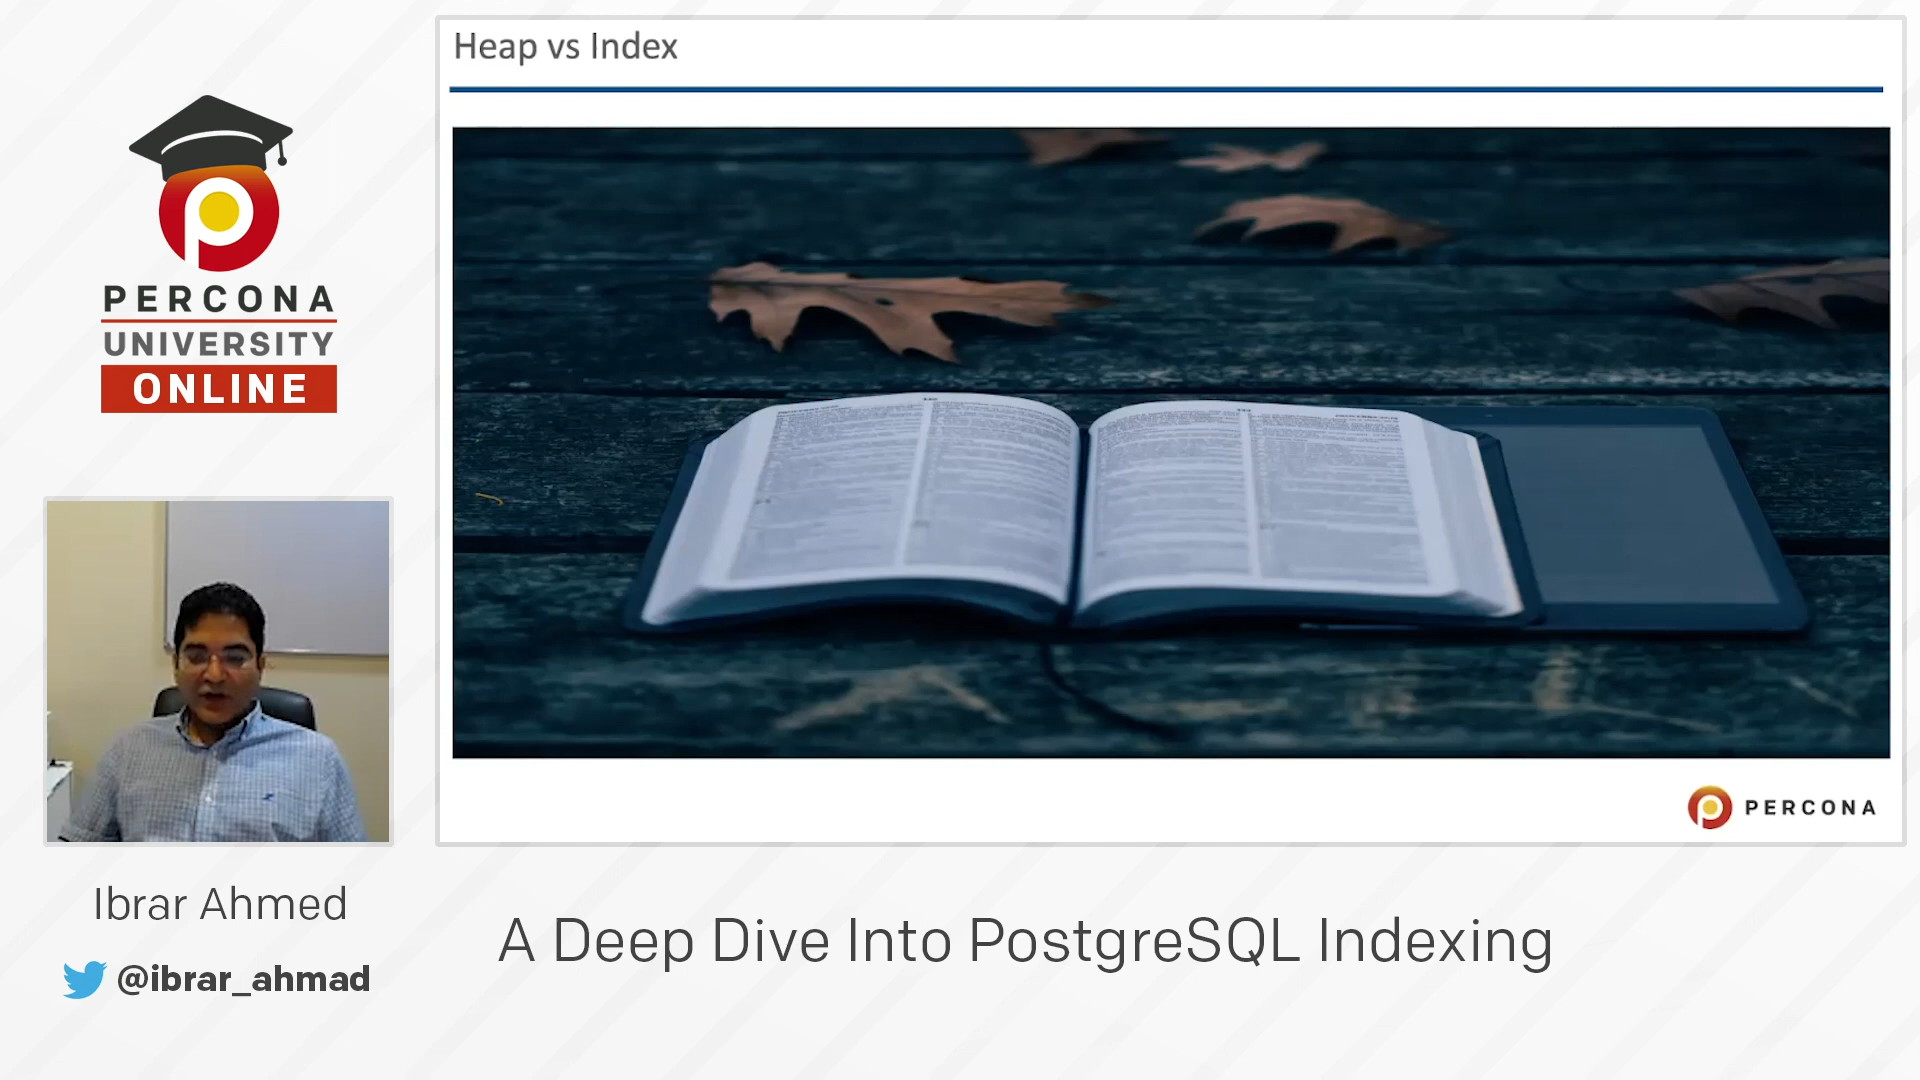 Heap vs Index
PERCONA
UNIVERSITY
ONLINE
PERCONA
Ibrar Ahmed
@ibrar_ahmad
A Deep Dive Into PostgreSQL Indexing